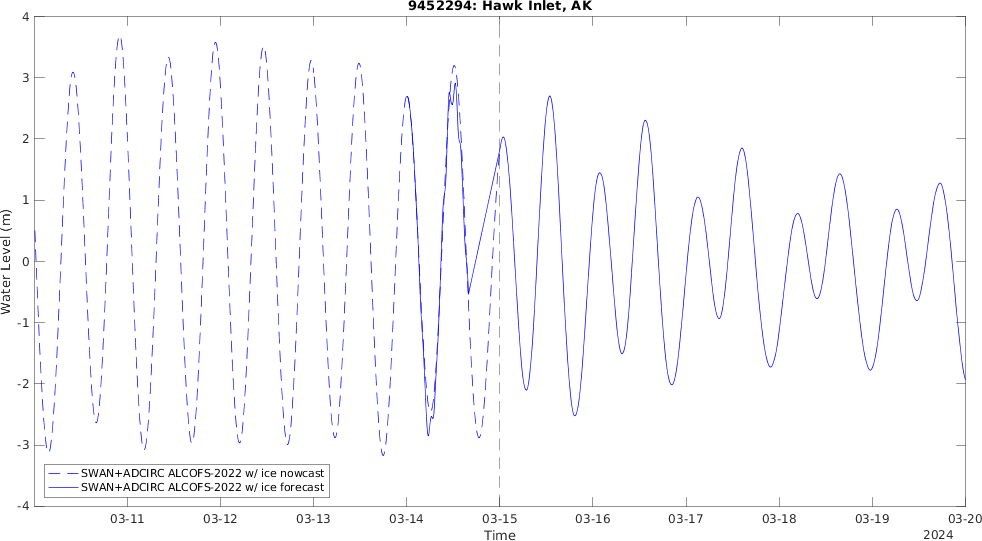 9452294: Hawk Inlet, AK
4
3
2
1
0
-1
-2
-3
-4
Water Level (m)
SWAN+ADCIRC ALCOFS-2022 w/ ice nowcast
SWAN+ADCIRC ALCOFS-2022 w/ ice forecast
03-11 03-12 03-13 03-14 03-15 03-16 03-17 03-18 03-19 03-20
Time
2024